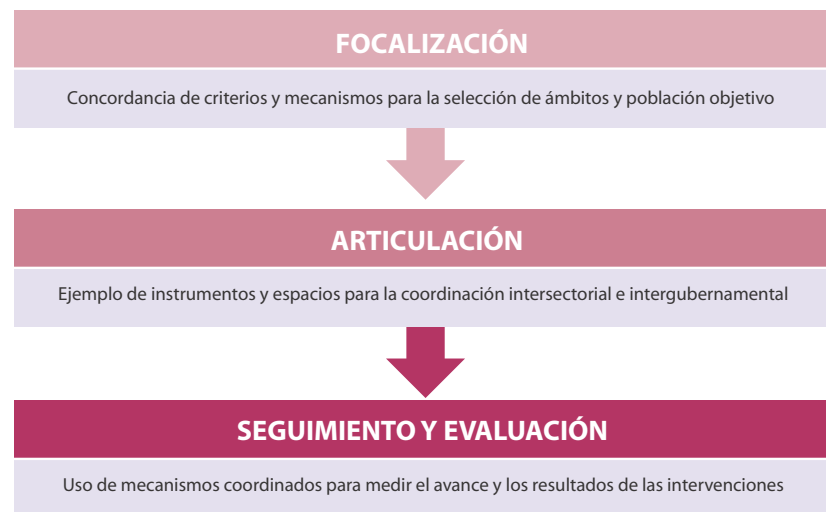 FOCALIZACIÓN
Concordancia de criterios y mecanismos para la selección de ámbitos y población objetivo
ARTICULACIÓN
Ejemplo de instrumentos y espacios para la coordinación intersectorial e intergubernamental
SEGUIMIENTO Y EVALUACIÓN
Uso de mecanismos coordinados para medir el avance y los resultados de las intervenciones